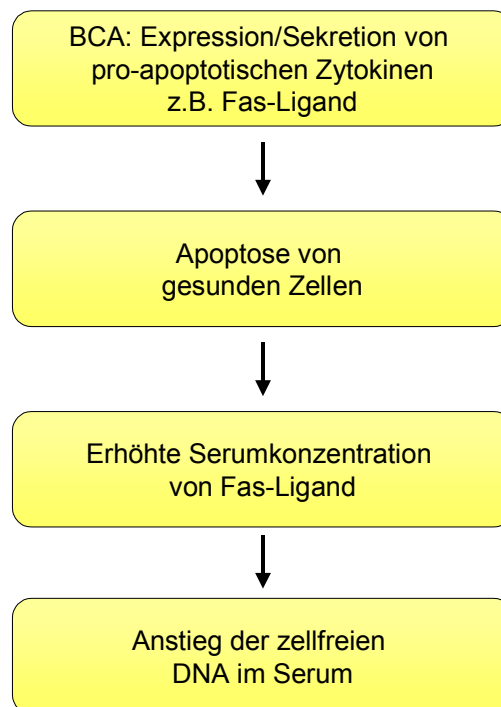 BCA: Expression/Sekretion von
pro-apoptotischen Zytokinen
z.B. Fas-Ligand
Apoptose von
gesunden Zellen
Erhöhte Serumkonzentration
von Fas-Ligand
Anstieg der zellfreien
DNA im Serum